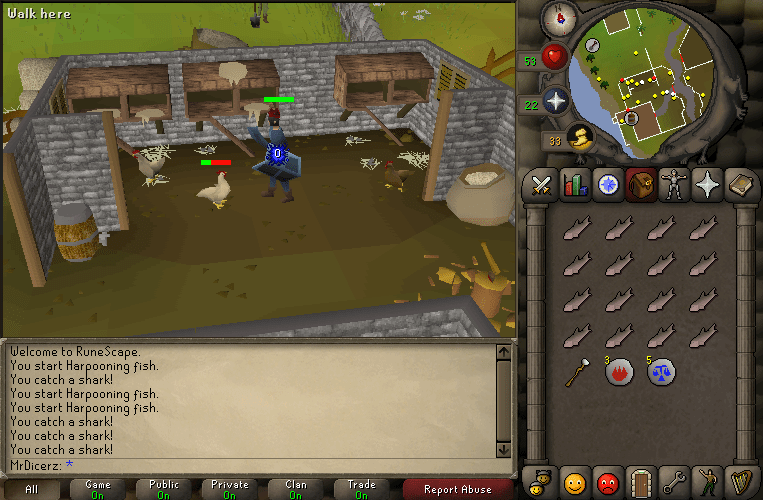 Walk here
53
22
33
0
3
5
Welcome to RuneScape.
You start Harpooning fish.
You catch a shark!
You start Harpooning fish.
You start Harpooning fish.
You catch a shark!
You catch a shark!
You catch a shark!
MrDicerz: *
All
Game
On
Public
On
Private
On
Clan
On
Trade
On
Report Abuse